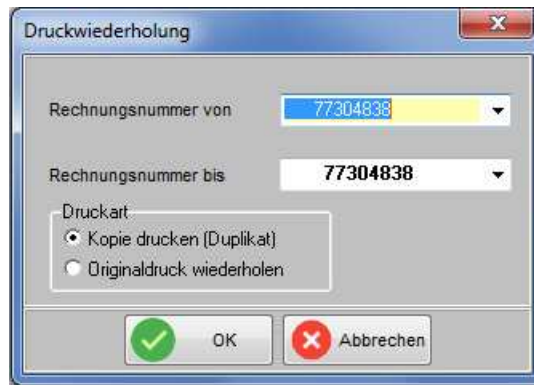 Druckwiederholung
Rechnungsnummer von 77304838
Rechnungsnummer bis 77304838
Druckart
Kopie drucken (Duplikat)
Originaldruck wiederholen
OK Abbrechen